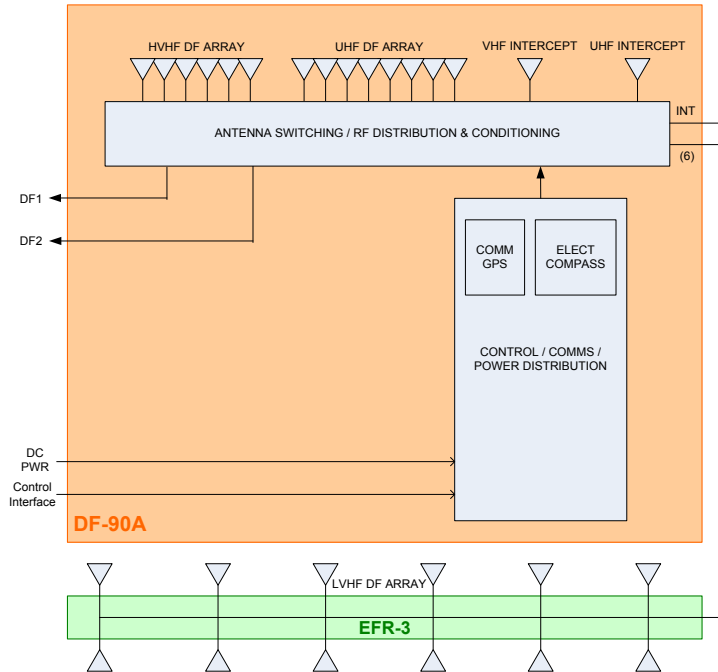 HVHF DF ARRAY
UHF DF ARRAY
VHF INTERCEPT
UHF INTERCEPT
INT
ANTENNA SWITCHING / RF DISTRIBUTION & CONDITIONING
(6)
DF1
DF2
COMM
GPS
ELECT
COMPASS
CONTROL / COMMS /
POWER DISTRIBUTION
DC
PWR
Control
Interface
DF-90A
LVHF DF ARRAY
EFR-3